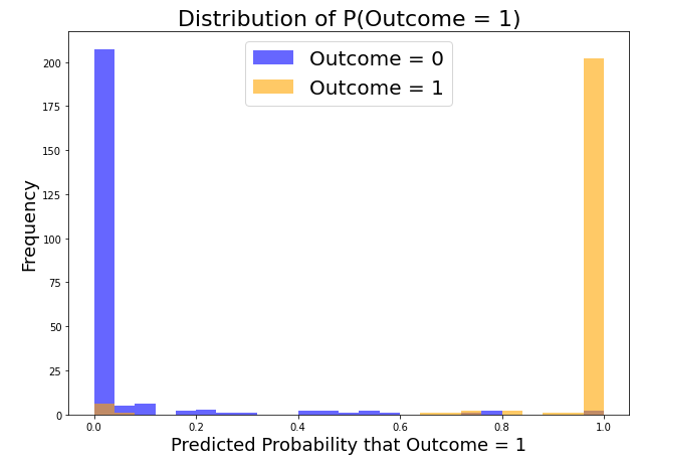 Distribution of P(Outcome = 1)
Outcome = 0
Outcome = 1
Frequency
200
175
150
125
100
75
50
25
0
0.0 0.2 0.4 0.6 0.8 1.0
Predicted Probability that Outcome = 1